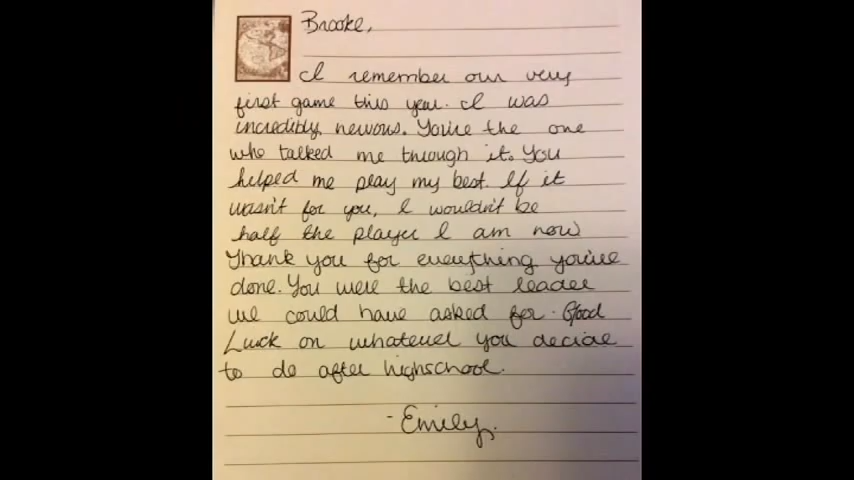 Brooke,
I remember our very
first game this year. I was
incredibly nervous. You're the one
who talked me through it. You
helped me play my best. If it
wasn't for you, I wouldn't be
half the player I am now
Thank you for everything you've
done. You were the best leader
we could have asked for. Good
Luck on whatever you decide
to do after highschool.
-Emily.